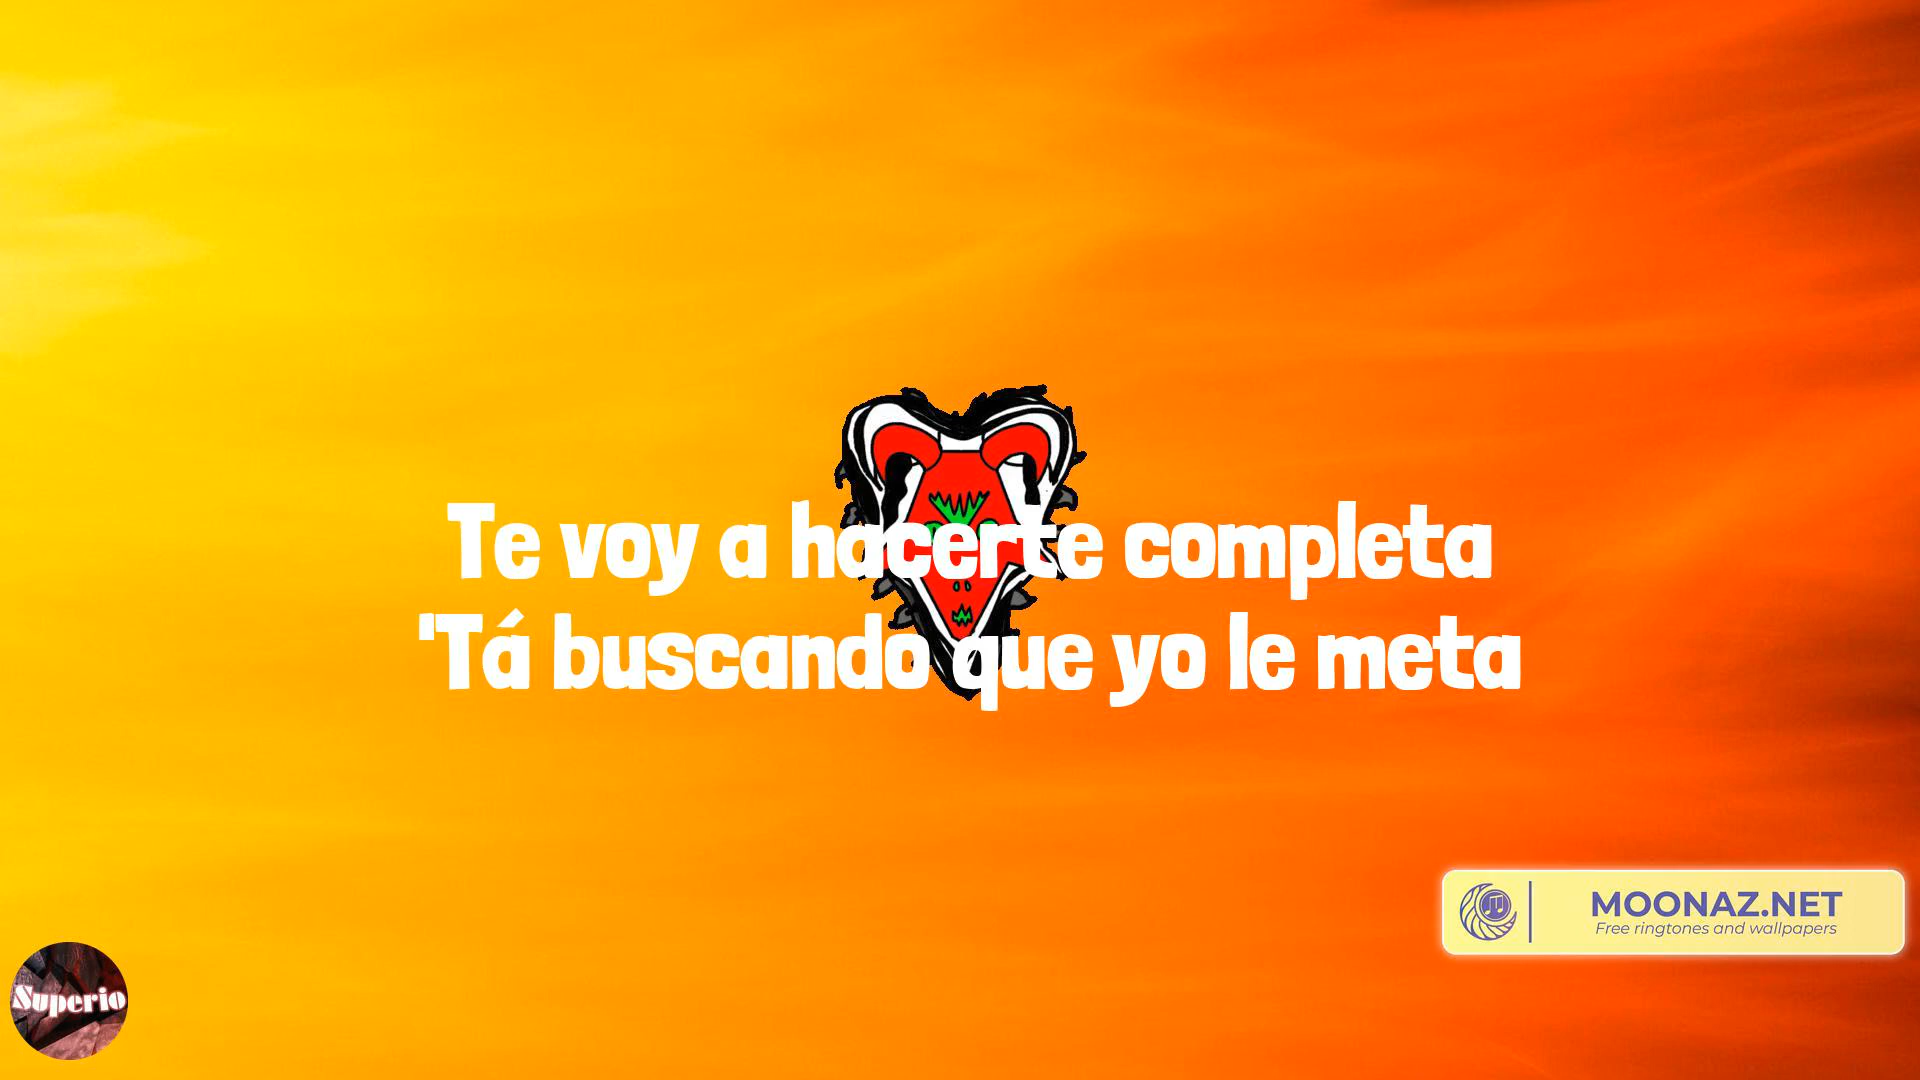 Te voy a hacerte completa
'Tá buscando que yo le meta
MOONAZ.NET
Free ringtones and wallpapers
Superio